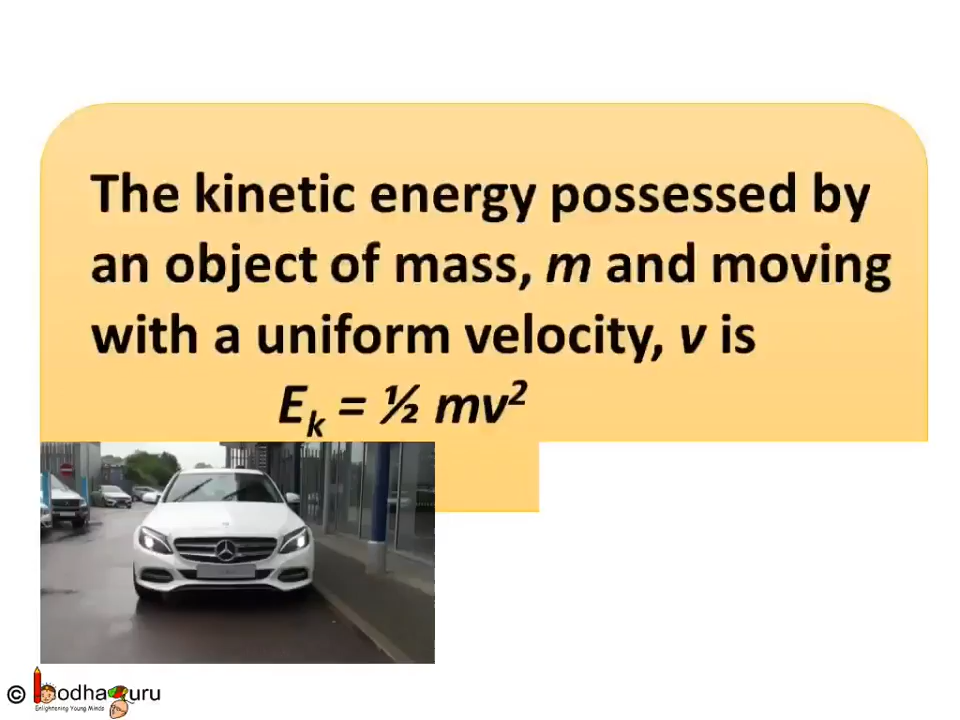 The kinetic energy possessed by
an object of mass, m and moving
with a uniform velocity, v is
Eₖ = ½ mv²
© BodhaGuru
Enlightening Young Minds